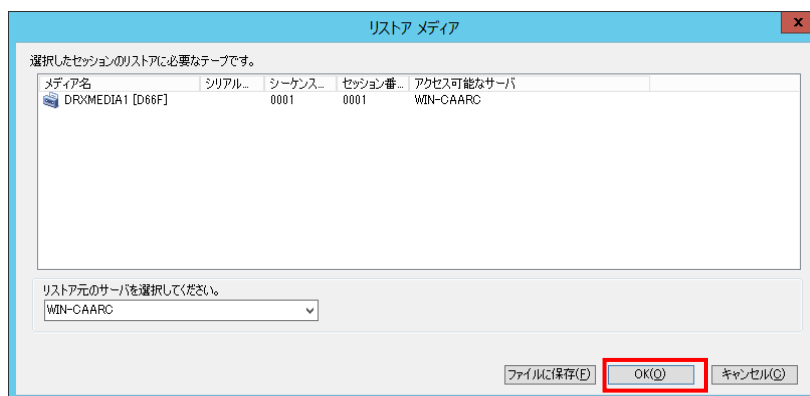 リストア メディア
x
選択したセッションのリストアに必要なテープです。
メディア名 シリアル... シーケンス... セッション番... アクセス可能なサーバ
DRXMEDIA1 [D66F] 0001 0001 WIN-CAARC
リストア元のサーバを選択してください。
WIN-CAARC
ファイルに保存(F) OK(O) キャンセル(C)